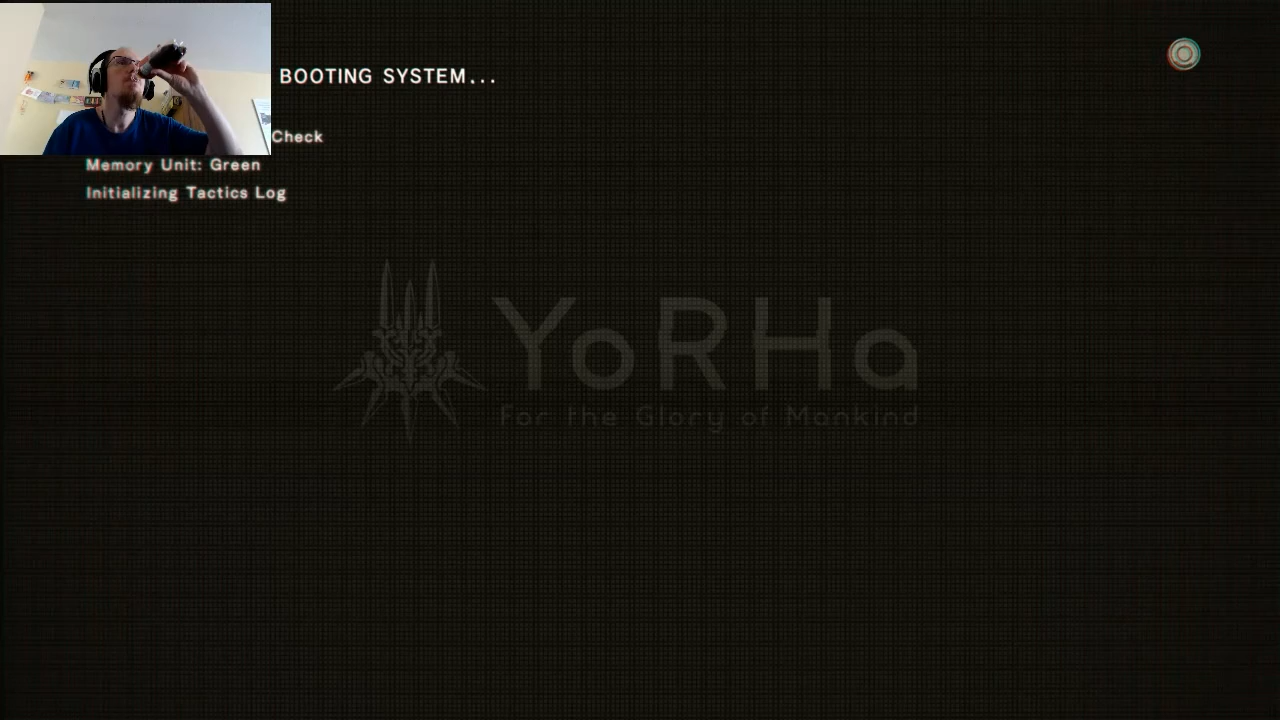 BOOTING SYSTEM...
Check
Memory Unit: Green
Initializing Tactics Log
YoRHa
For the Glory of Mankind